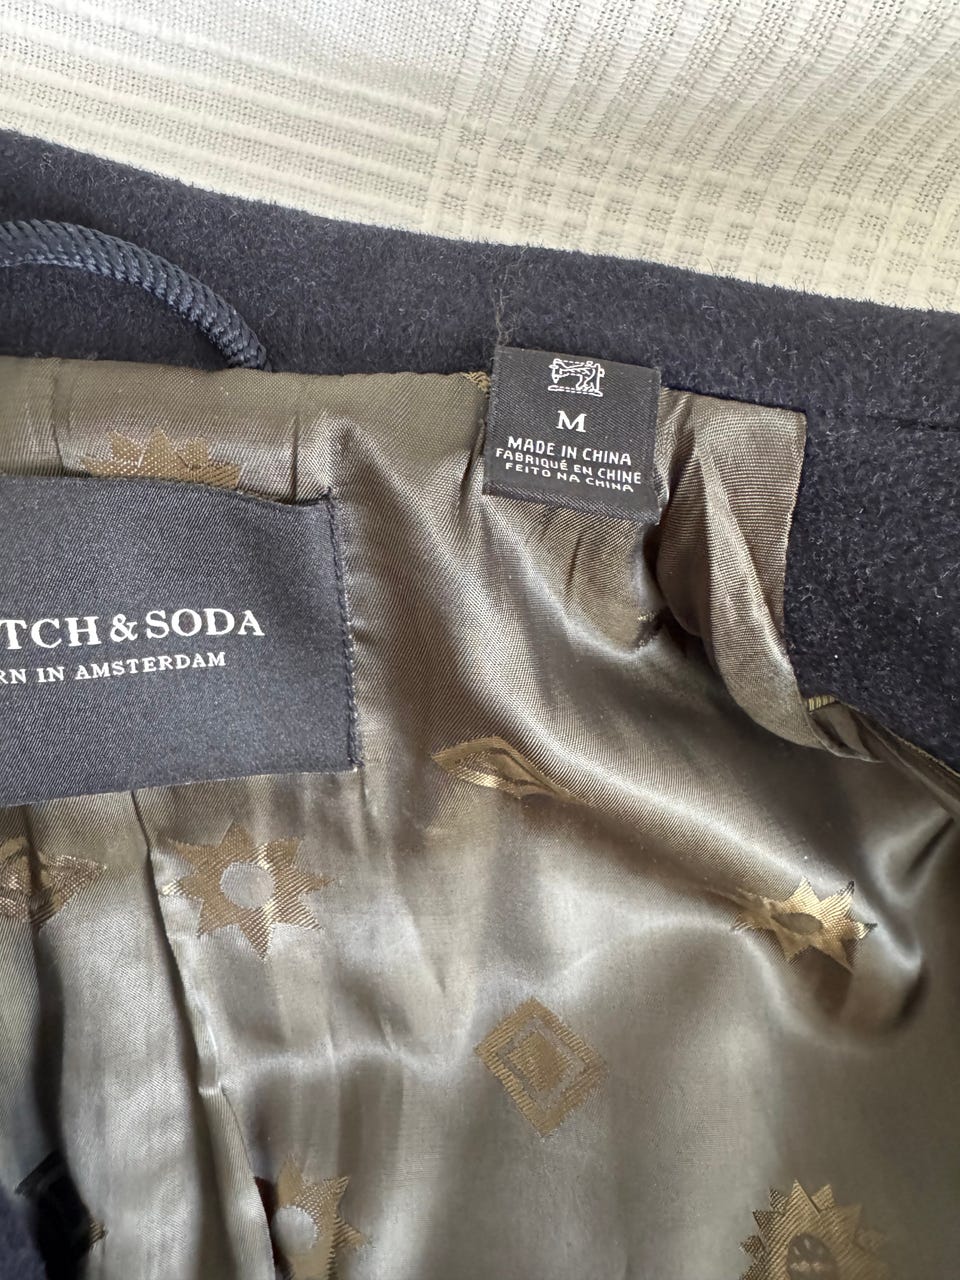 M
MADE IN CHINA
FABRIQUÉ EN CHINE
FEITO NA CHINA
TCH & SODA
RN IN AMSTERDAM